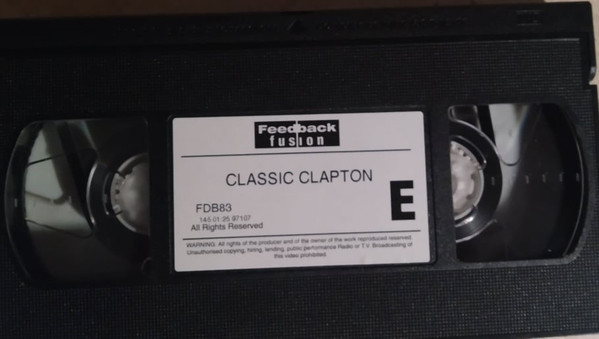 Feedback
fusion
CLASSIC CLAPTON
E
FDB83
145 01 25 97107
All Rights Reserved
WARNING: All rights of the producer and of the owner of the work reproduced reserved.
Unauthorised copying, hiring, lending, public performance Radio or T.V. Broadcasting of
this video prohibited.